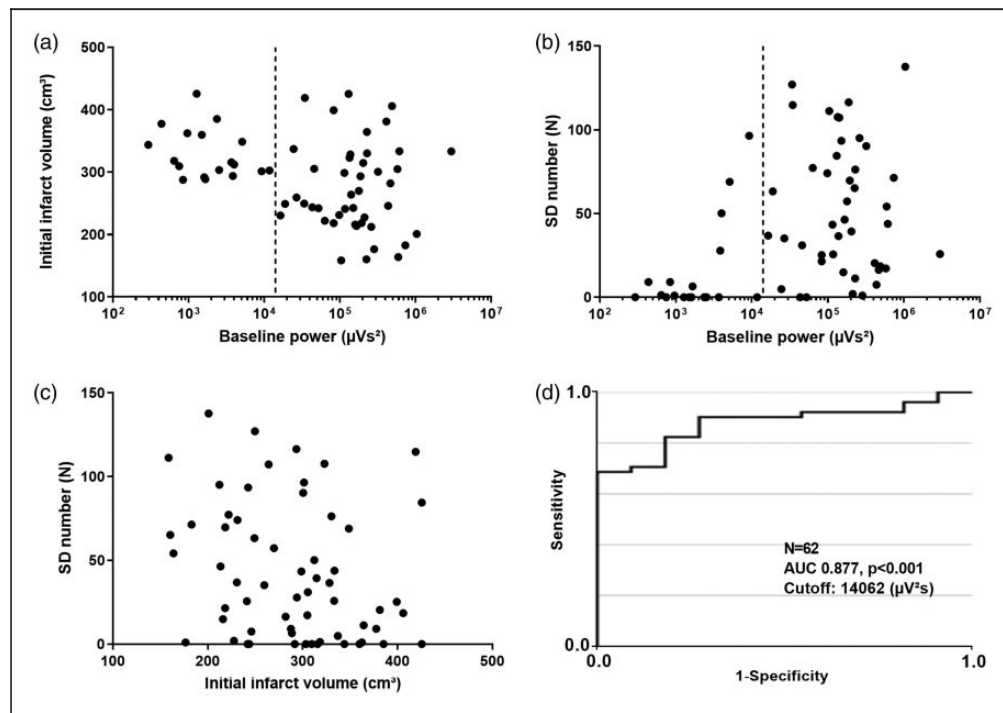 (a)
500
400
300
200
100
Initial infarct volume (cm³)
10² 10³ 10⁴ 10⁵ 10⁶ 10⁷
Baseline power (µVs²)
(b)
150
100
50
0
SD number (N)
10² 10³ 10⁴ 10⁵ 10⁶ 10⁷
Baseline power (µVs²)
(c)
150
100
50
0
SD number (N)
100 200 300 400 500
Initial infarct volume (cm³)
(d)
1.0
Sensitivity
N=62
AUC 0.877, p<0.001
Cutoff: 14062 (µV²s)
0.0
0.0 1.0
1-Specificity